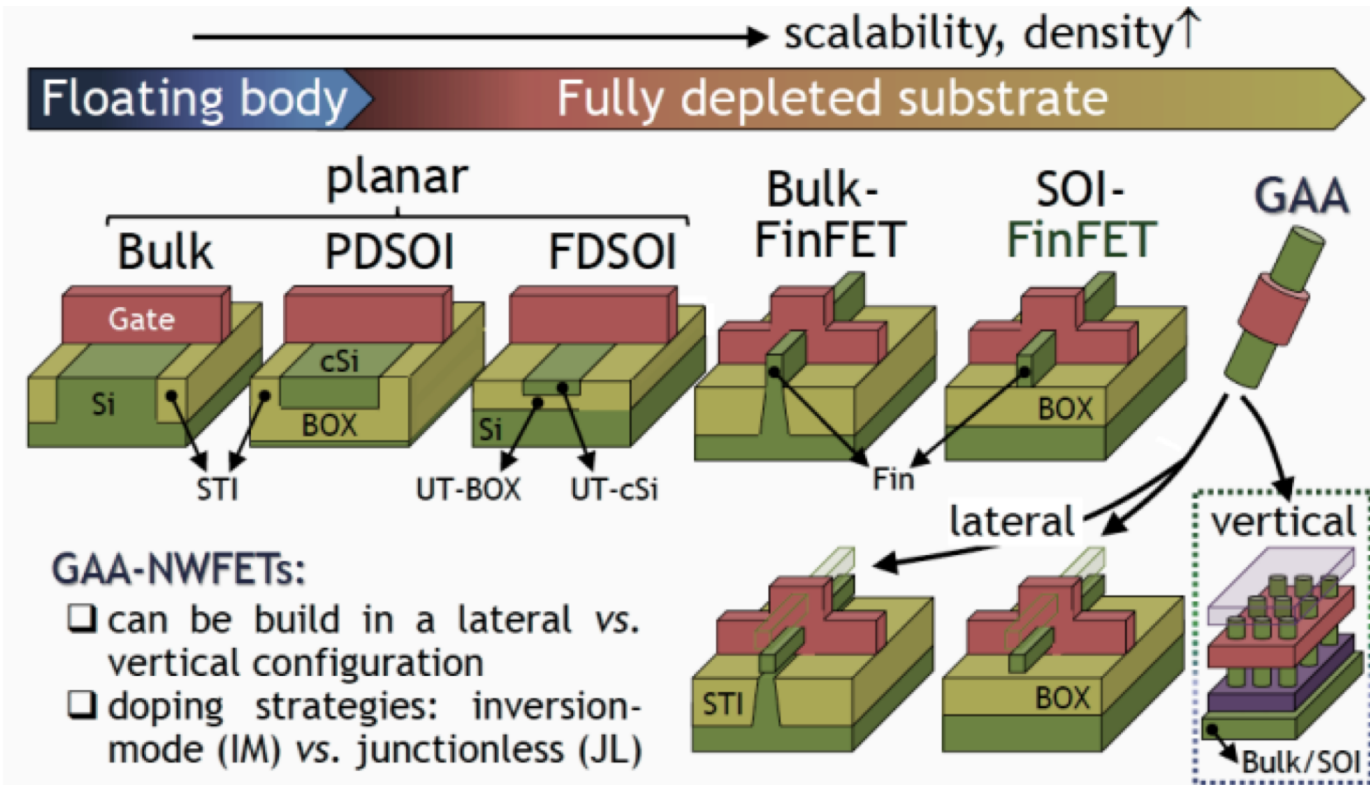 scalability, density↑
Floating body
Fully depleted substrate
planar
Bulk
PDSOI
FDSOI
Bulk-
FinFET
SOI-
FinFET
GAA
Gate
Si
cSi
BOX
Si
BOX
STI
UT-BOX
UT-cSi
Fin
lateral
vertical
GAA-NWFETs:
❑ can be build in a lateral vs.
vertical configuration
❑ doping strategies: inversion-
mode (IM) vs. junctionless (JL)
STI
BOX
Bulk/SOI